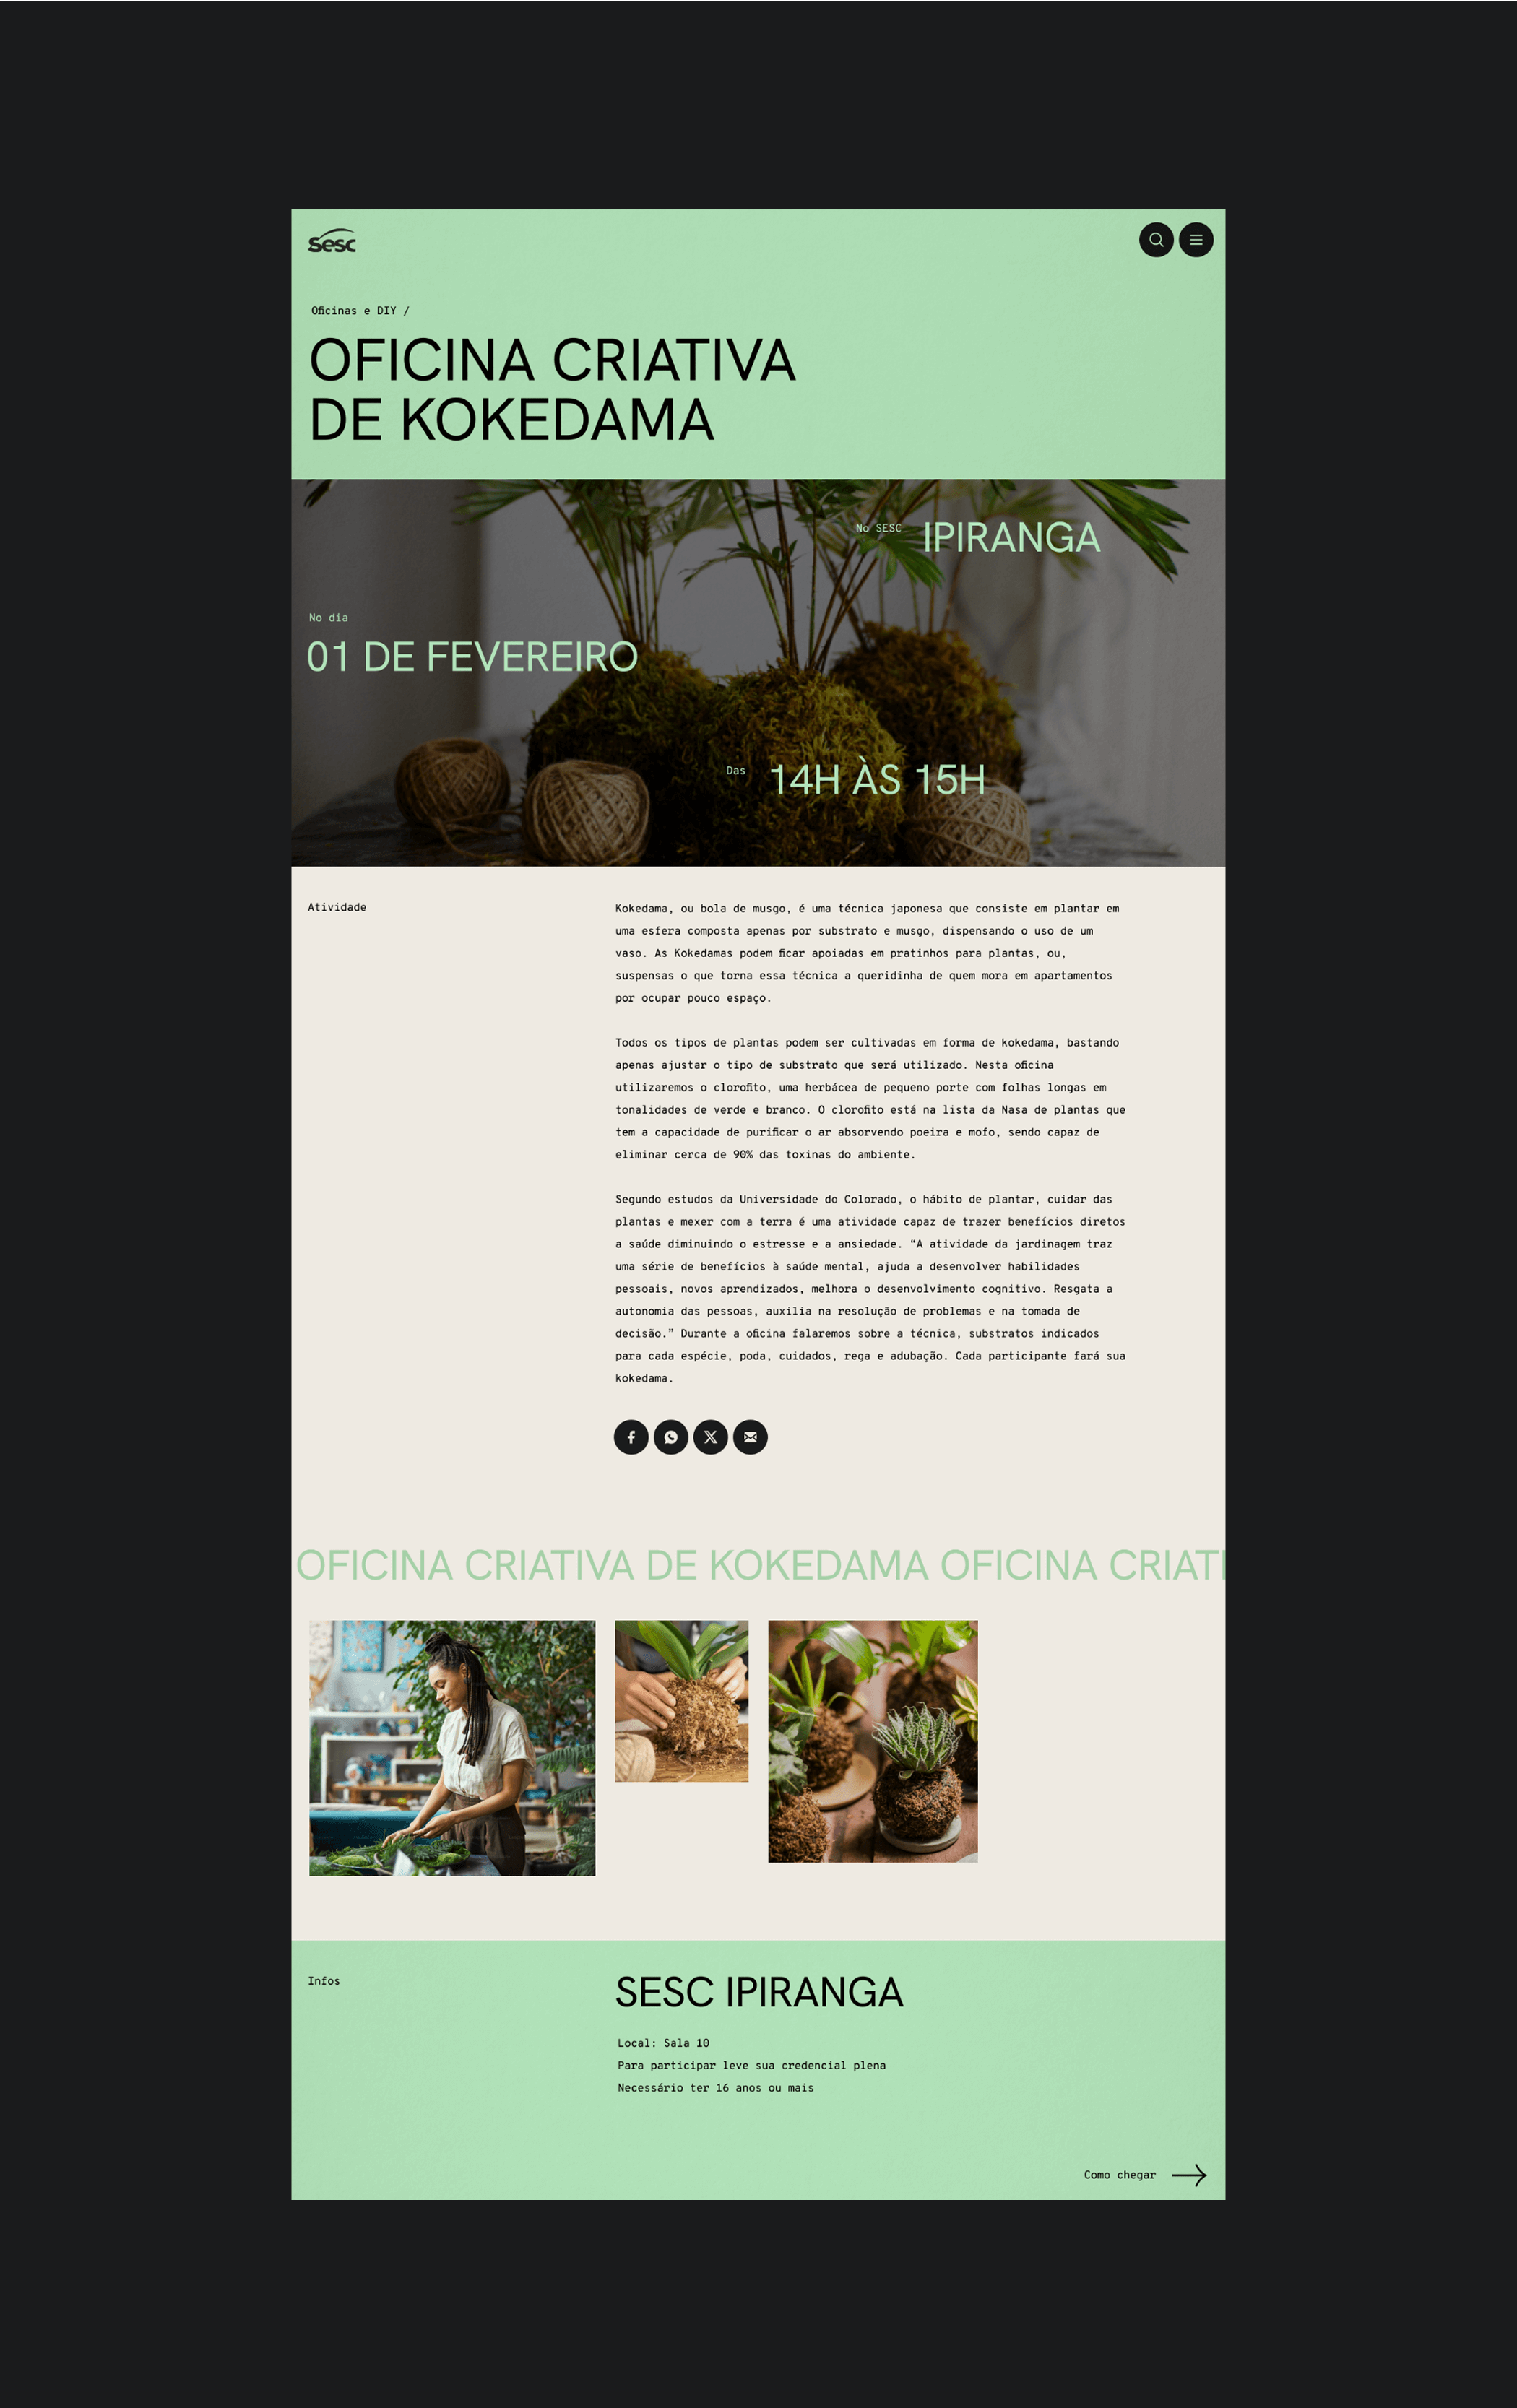 Sesc
Oficinas e DIY /
OFICINA CRIATIVA
DE KOKEDAMA
No SESC IPIRANGA
No dia
01 DE FEVEREIRO
Das 14H ÀS 15H
Atividade
Kokedama, ou bola de musgo, é uma técnica japonesa que consiste em plantar em
uma esfera composta apenas por substrato e musgo, dispensando o uso de um
vaso. As Kokedamas podem ficar apoiadas em pratinhos para plantas, ou,
suspensas o que torna essa técnica a queridinha de quem mora em apartamentos
por ocupar pouco espaço.
Todos os tipos de plantas podem ser cultivadas em forma de kokedama, bastando
apenas ajustar o tipo de substrato que será utilizado. Nesta oficina
utilizaremos o clorofito, uma herbácea de pequeno porte com folhas longas em
tonalidades de verde e branco. O clorofito está na lista da Nasa de plantas que
tem a capacidade de purificar o ar absorvendo poeira e mofo, sendo capaz de
eliminar cerca de 90% das toxinas do ambiente.
Segundo estudos da Universidade do Colorado, o hábito de plantar, cuidar das
plantas e mexer com a terra é uma atividade capaz de trazer benefícios diretos
a saúde diminuindo o estresse e a ansiedade. “A atividade da jardinagem traz
uma série de benefícios à saúde mental, ajuda a desenvolver habilidades
pessoais, novos aprendizados, melhora o desenvolvimento cognitivo. Resgata a
autonomia das pessoas, auxilia na resolução de problemas e na tomada de
decisão.” Durante a oficina falaremos sobre a técnica, substratos indicados
para cada espécie, poda, cuidados, rega e adubação. Cada participante fará sua
kokedama.
OFICINA CRIATIVA DE KOKEDAMA OFICINA CRIATI
Infos
SESC IPIRANGA
Local: Sala 10
Para participar leve sua credencial plena
Necessário ter 16 anos ou mais
Como chegar